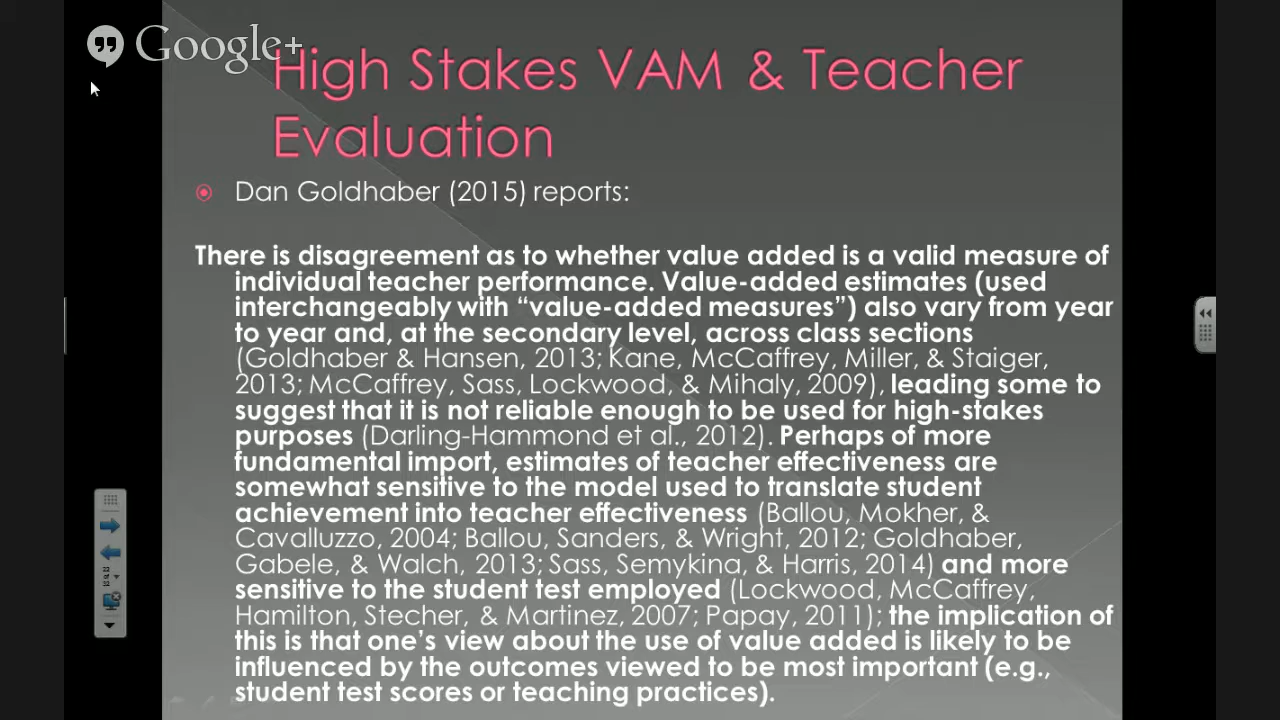 Google+
High Stakes VAM & Teacher
Evaluation
Dan Goldhaber (2015) reports:
There is disagreement as to whether value added is a valid measure of
individual teacher performance. Value-added estimates (used
interchangeably with “value-added measures”) also vary from year
to year and, at the secondary level, across class sections
(Goldhaber & Hansen, 2013; Kane, McCaffrey, Miller, & Staiger,
2013; McCaffrey, Sass, Lockwood, & Mihaly, 2009), leading some to
suggest that it is not reliable enough to be used for high-stakes
purposes (Darling-Hammond et al., 2012). Perhaps of more
fundamental import, estimates of teacher effectiveness are
somewhat sensitive to the model used to translate student
achievement into teacher effectiveness (Ballou, Mokher, &
Cavalluzzo, 2004; Ballou, Sanders, & Wright, 2012; Goldhaber,
Gabele, & Walch, 2013; Sass, Semykina, & Harris, 2014) and more
sensitive to the student test employed (Lockwood, McCaffrey,
Hamilton, Stecher, & Martinez, 2007; Papay, 2011); the implication of
this is that one’s view about the use of value added is likely to be
influenced by the outcomes viewed to be most important (e.g.,
student test scores or teaching practices).